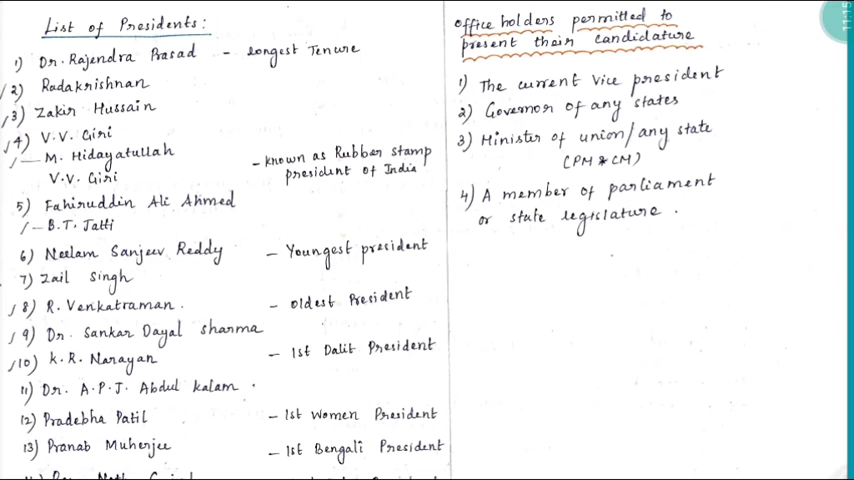 List of Presidents:
1) Dr. Rajendra Prasad - longest Tenure
2) Radakrishnan
3) Zakir Hussain
4) V.V. Giri
- M. Hidayatullah
V.V. Giri - known as Rubber stamp
president of India
5) Fahiruddin Ali Ahmed
- B.T. Jatti
6) Neelam Sanjeev Reddy - Youngest president
7) Zail Singh
8) R. Venkatraman. - oldest President
9) Dr. Sankar Dayal sharma
10) K.R. Narayan - 1st Dalit President
11) Dr. A.P.J. Abdul kalam.
12) Pradebha Patil - 1st Women President
13) Pranab Muherjee - 1st Bengali President
office holders permitted to
present their candidature
1) The current vice president
2) Governor of any states
3) Minister of union/any state
(PM & CM)
4) A member of parliament
or state legislature.
11:15